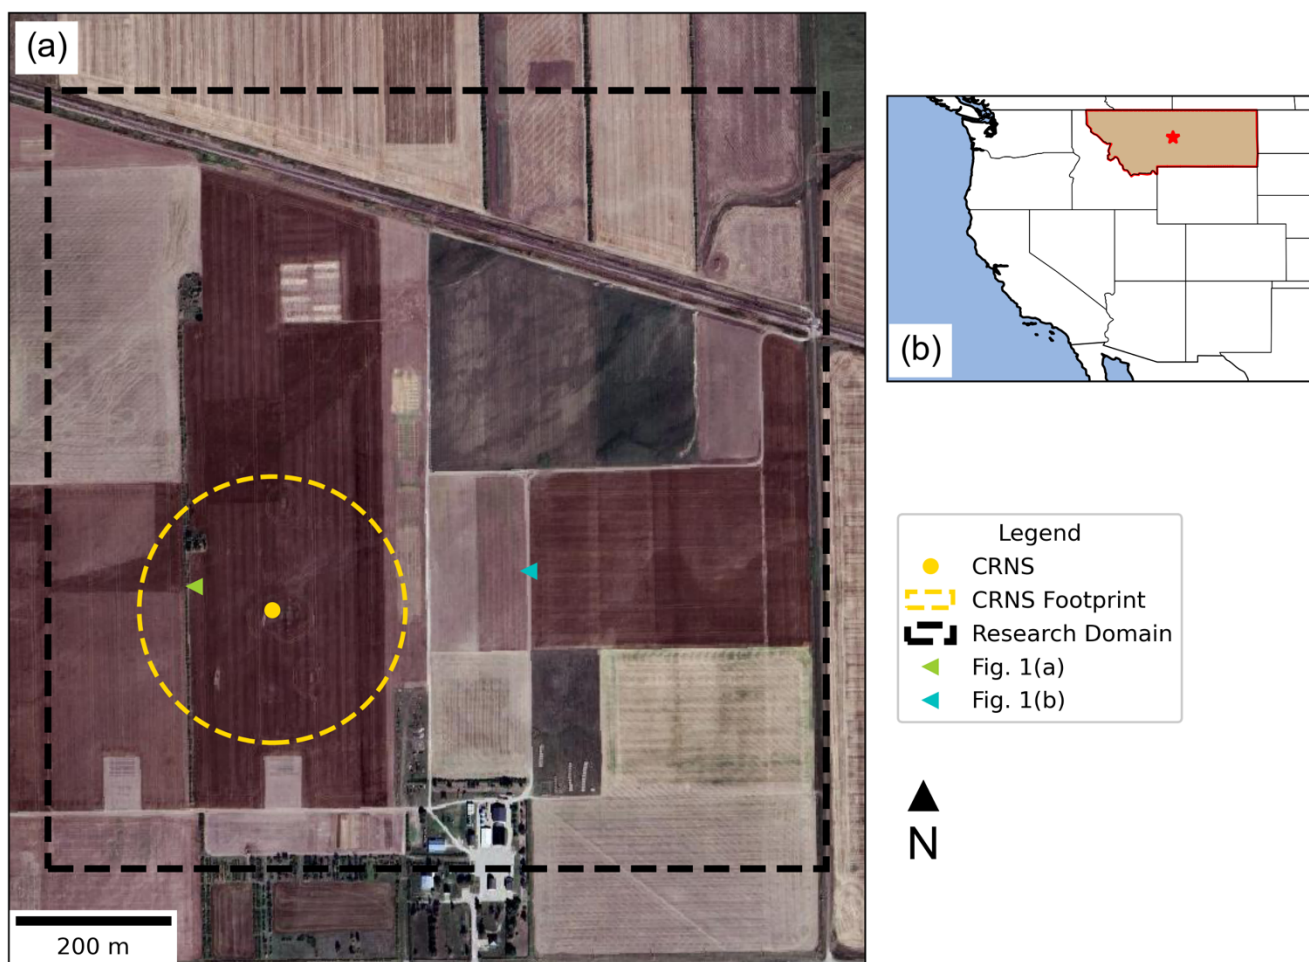 (a)
(b)
Legend
CRNS
CRNS Footprint
Research Domain
Fig. 1(a)
Fig. 1(b)
N
200 m